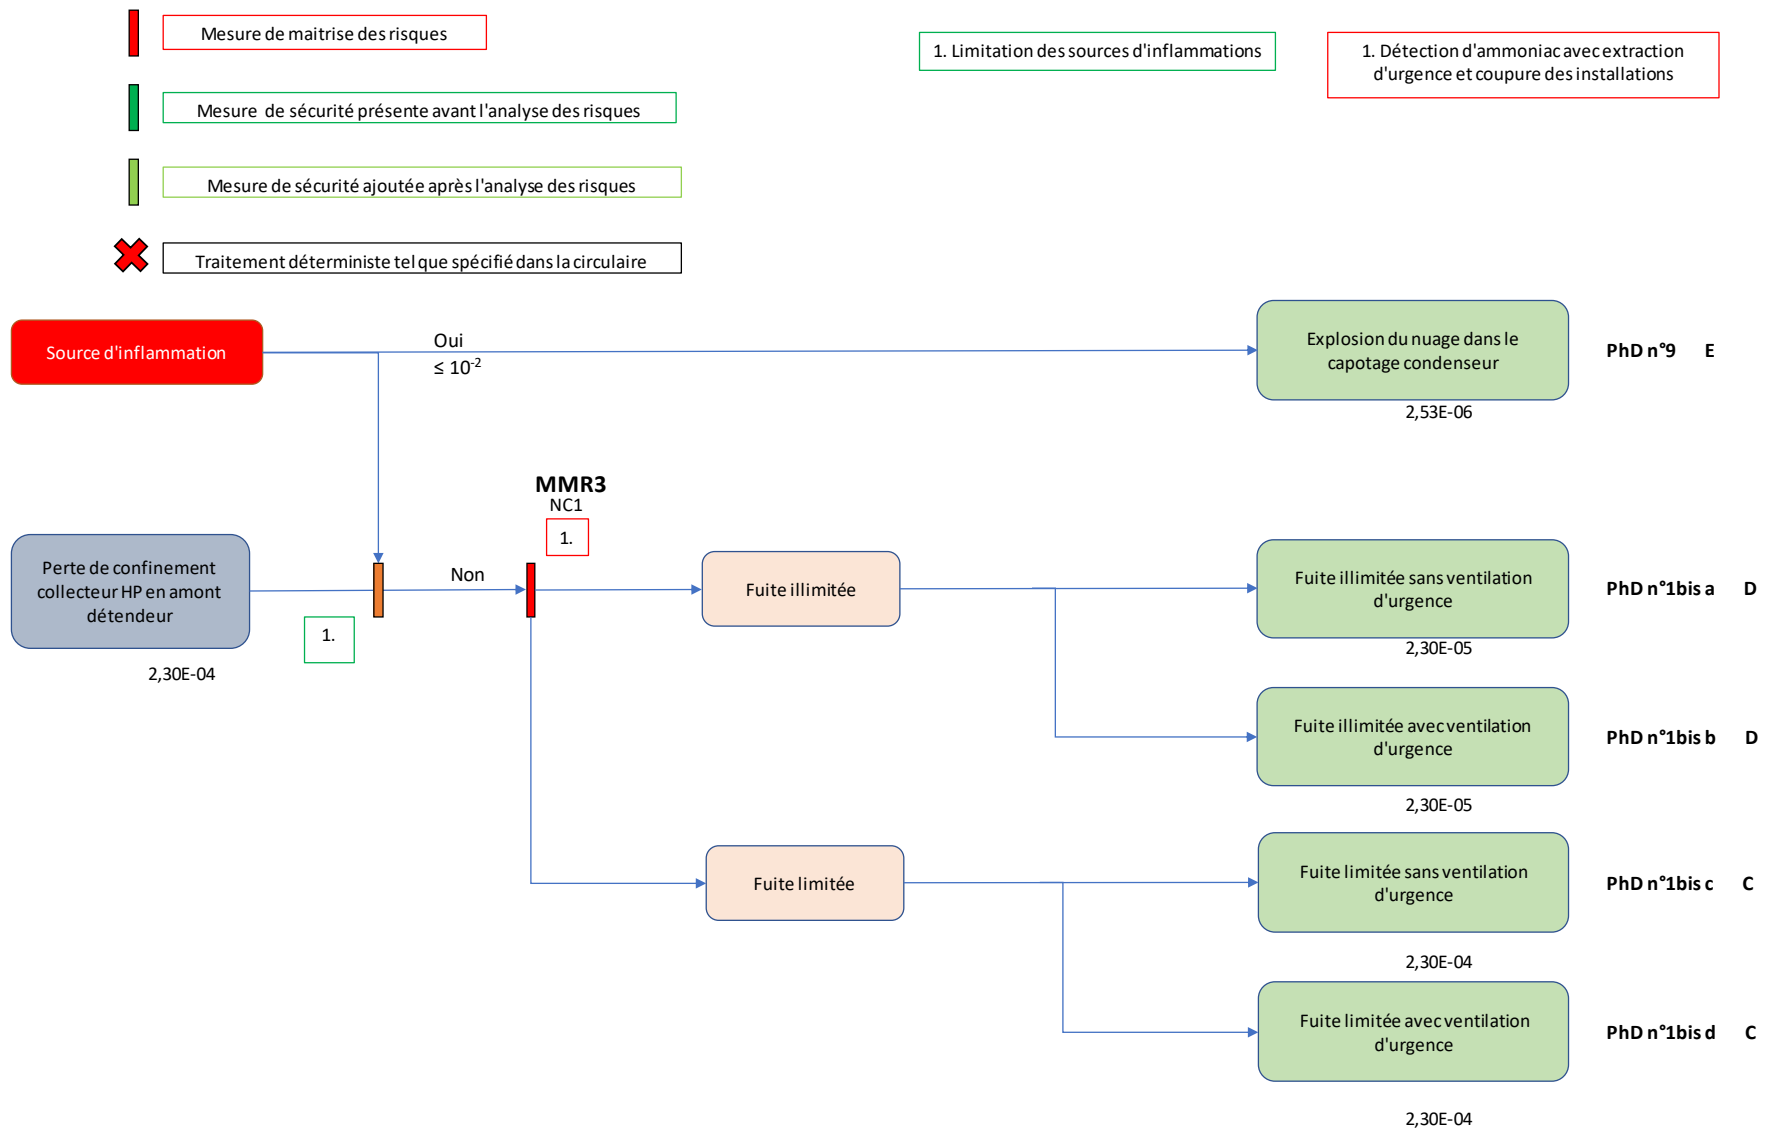 Mesure de maitrise des risques
1. Limitation des sources d'inflammations
1. Détection d'ammoniac avec extraction
d'urgence et coupure des installations
Mesure de sécurité présente avant l'analyse des risques
Mesure de sécurité ajoutée après l'analyse des risques
Traitement déterministe tel que spécifié dans la circulaire
Source d'inflammation
Oui
≤ 10⁻²
Explosion du nuage dans le
capotage condenseur
PhD n°9 E
2,53E-06
MMR3
NC1
1.
Perte de confinement
collecteur HP en amont
détendeur
2,30E-04
1.
Non
Fuite illimitée
Fuite illimitée sans ventilation
d'urgence
PhD n°1bis a D
2,30E-05
Fuite illimitée avec ventilation
d'urgence
PhD n°1bis b D
2,30E-05
Fuite limitée
Fuite limitée sans ventilation
d'urgence
PhD n°1bis c C
2,30E-04
Fuite limitée avec ventilation
d'urgence
PhD n°1bis d C
2,30E-04